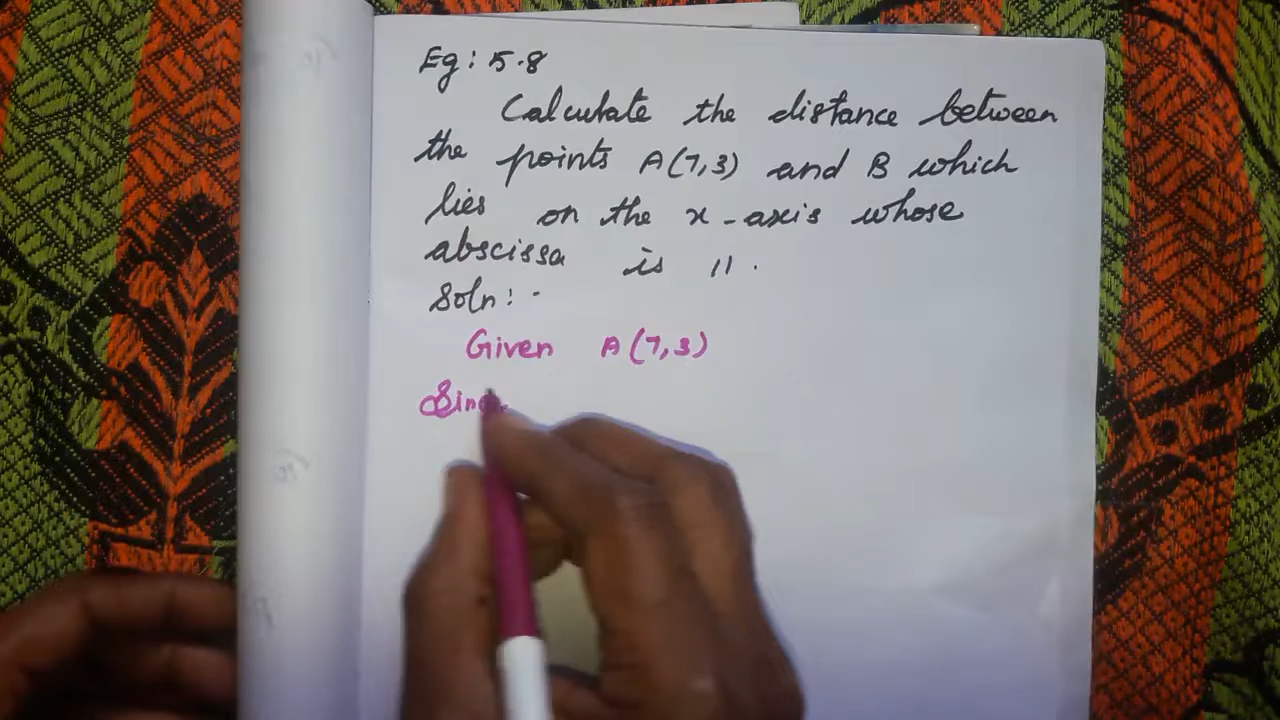 Eg: 5.8
Calculate the distance between
the points A(7,3) and B which
lies on the x-axis whose
abscissa is 11.
Soln:-
Given A(7,3)